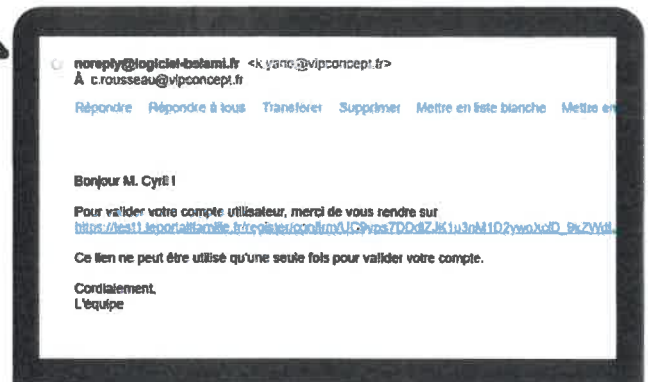 noreply@logiciel-belami.fr <k.yano@vipconcept.fr>
À c.rousseau@vipconcept.fr
Répondre Répondre à tous Transférer Supprimer Mettre en liste blanche Mettre en
Bonjour M. Cyril !
Pour valider votre compte utilisateur, merci de vous rendre sur
Ce lien ne peut être utilisé qu'une seule fois pour valider votre compte.
Cordialement,
L'équipe